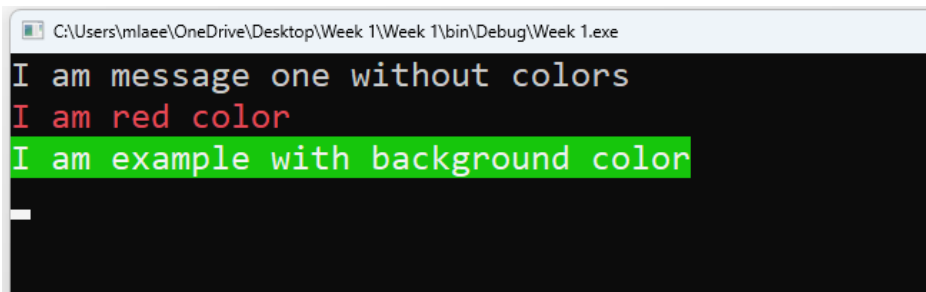 C:\Users\mlaee\OneDrive\Desktop\Week 1\Week 1\bin\Debug\Week 1.exe
I am message one without colors
I am red color
I am example with background color